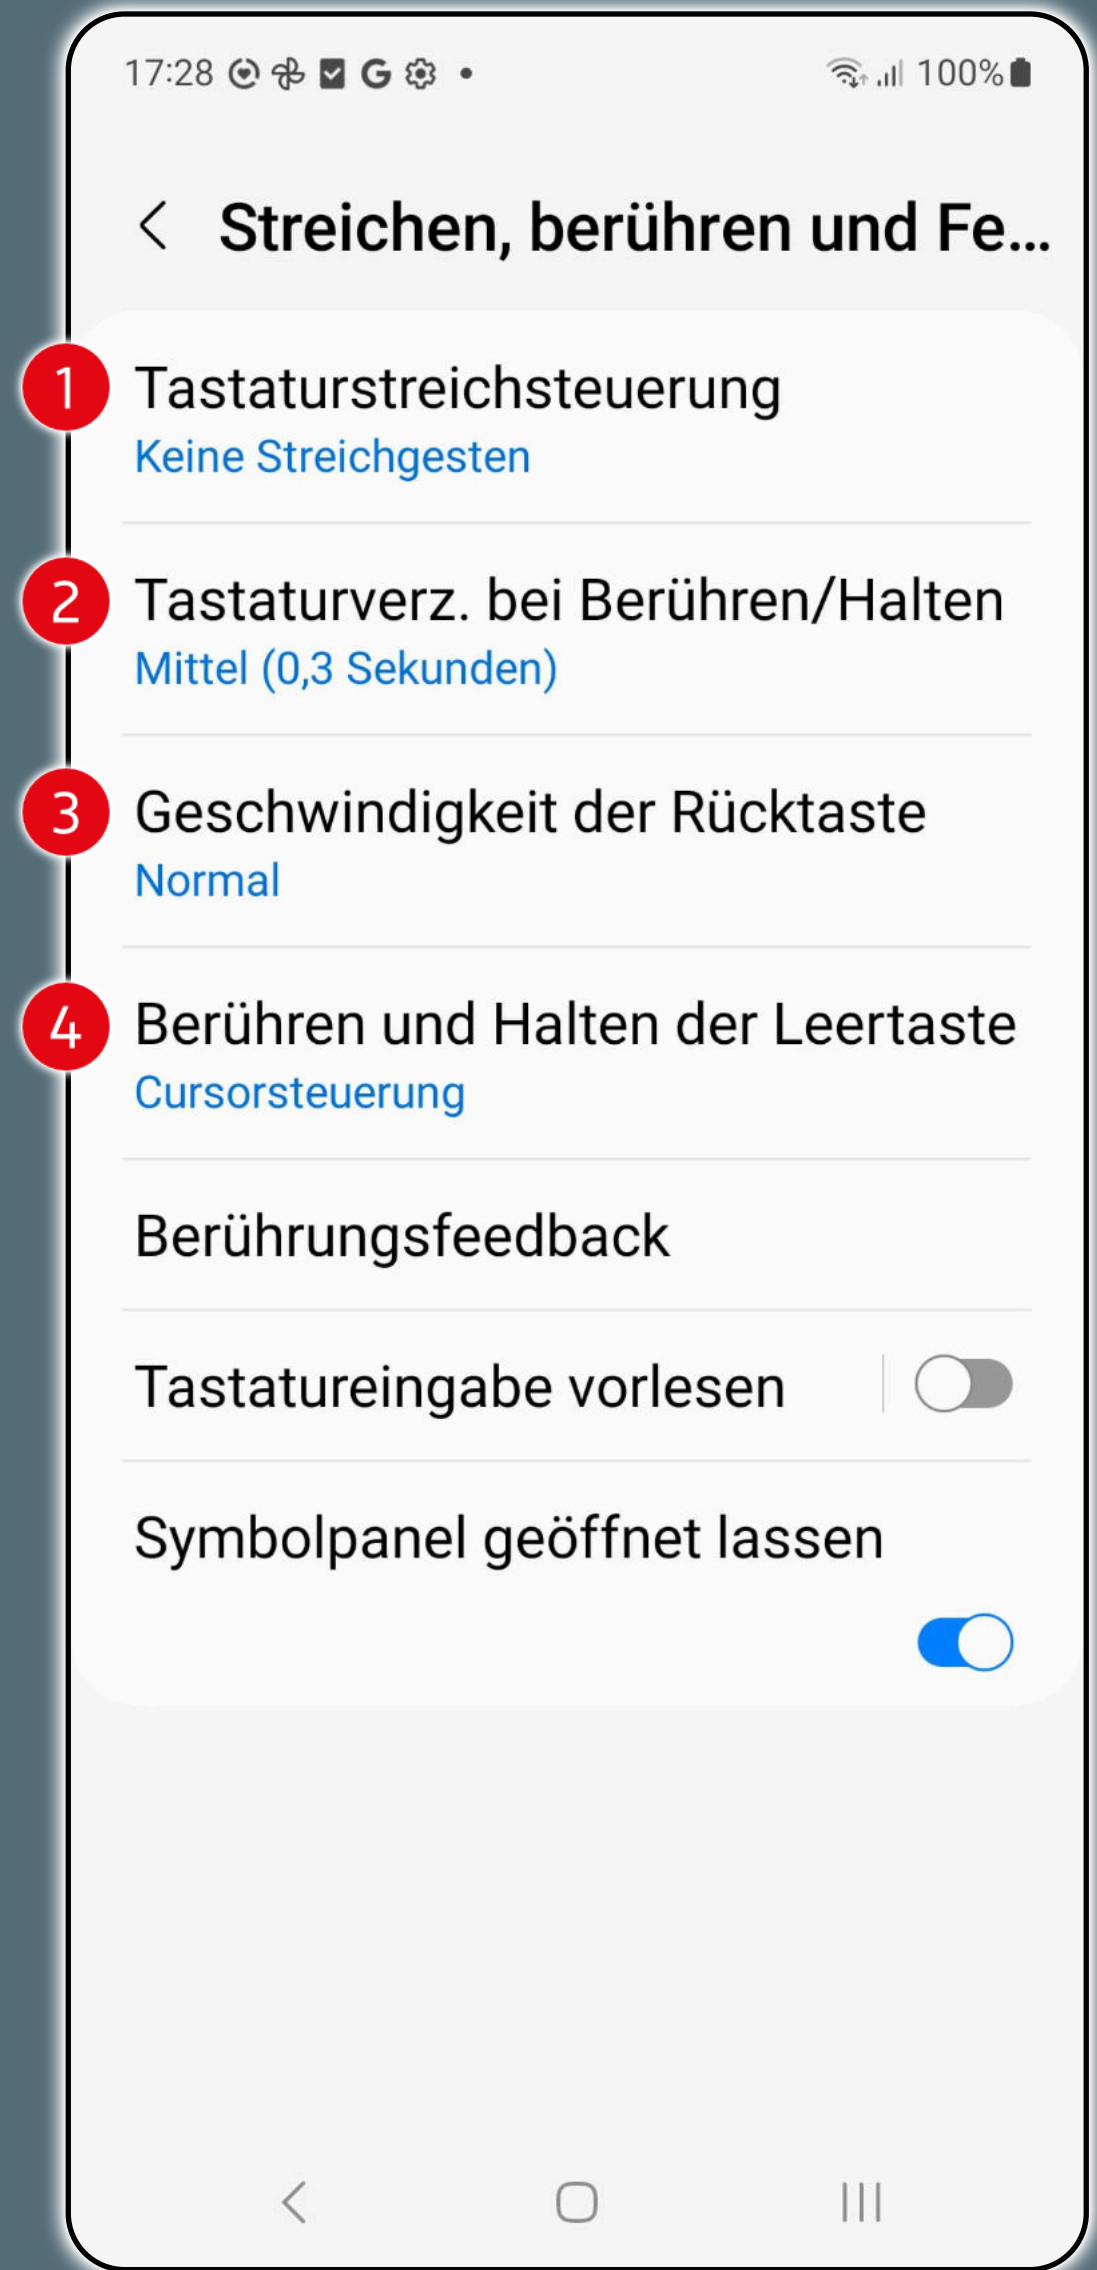 17:28 G 100%
Streichen, berühren und Fe...
1 Tastaturstreichsteuerung
Keine Streichgesten
2 Tastaturverz. bei Berühren/Halten
Mittel (0,3 Sekunden)
3 Geschwindigkeit der Rücktaste
Normal
4 Berühren und Halten der Leertaste
Cursorsteuerung
Berührungsfeedback
Tastatureingabe vorlesen
Symbolpanel geöffnet lassen